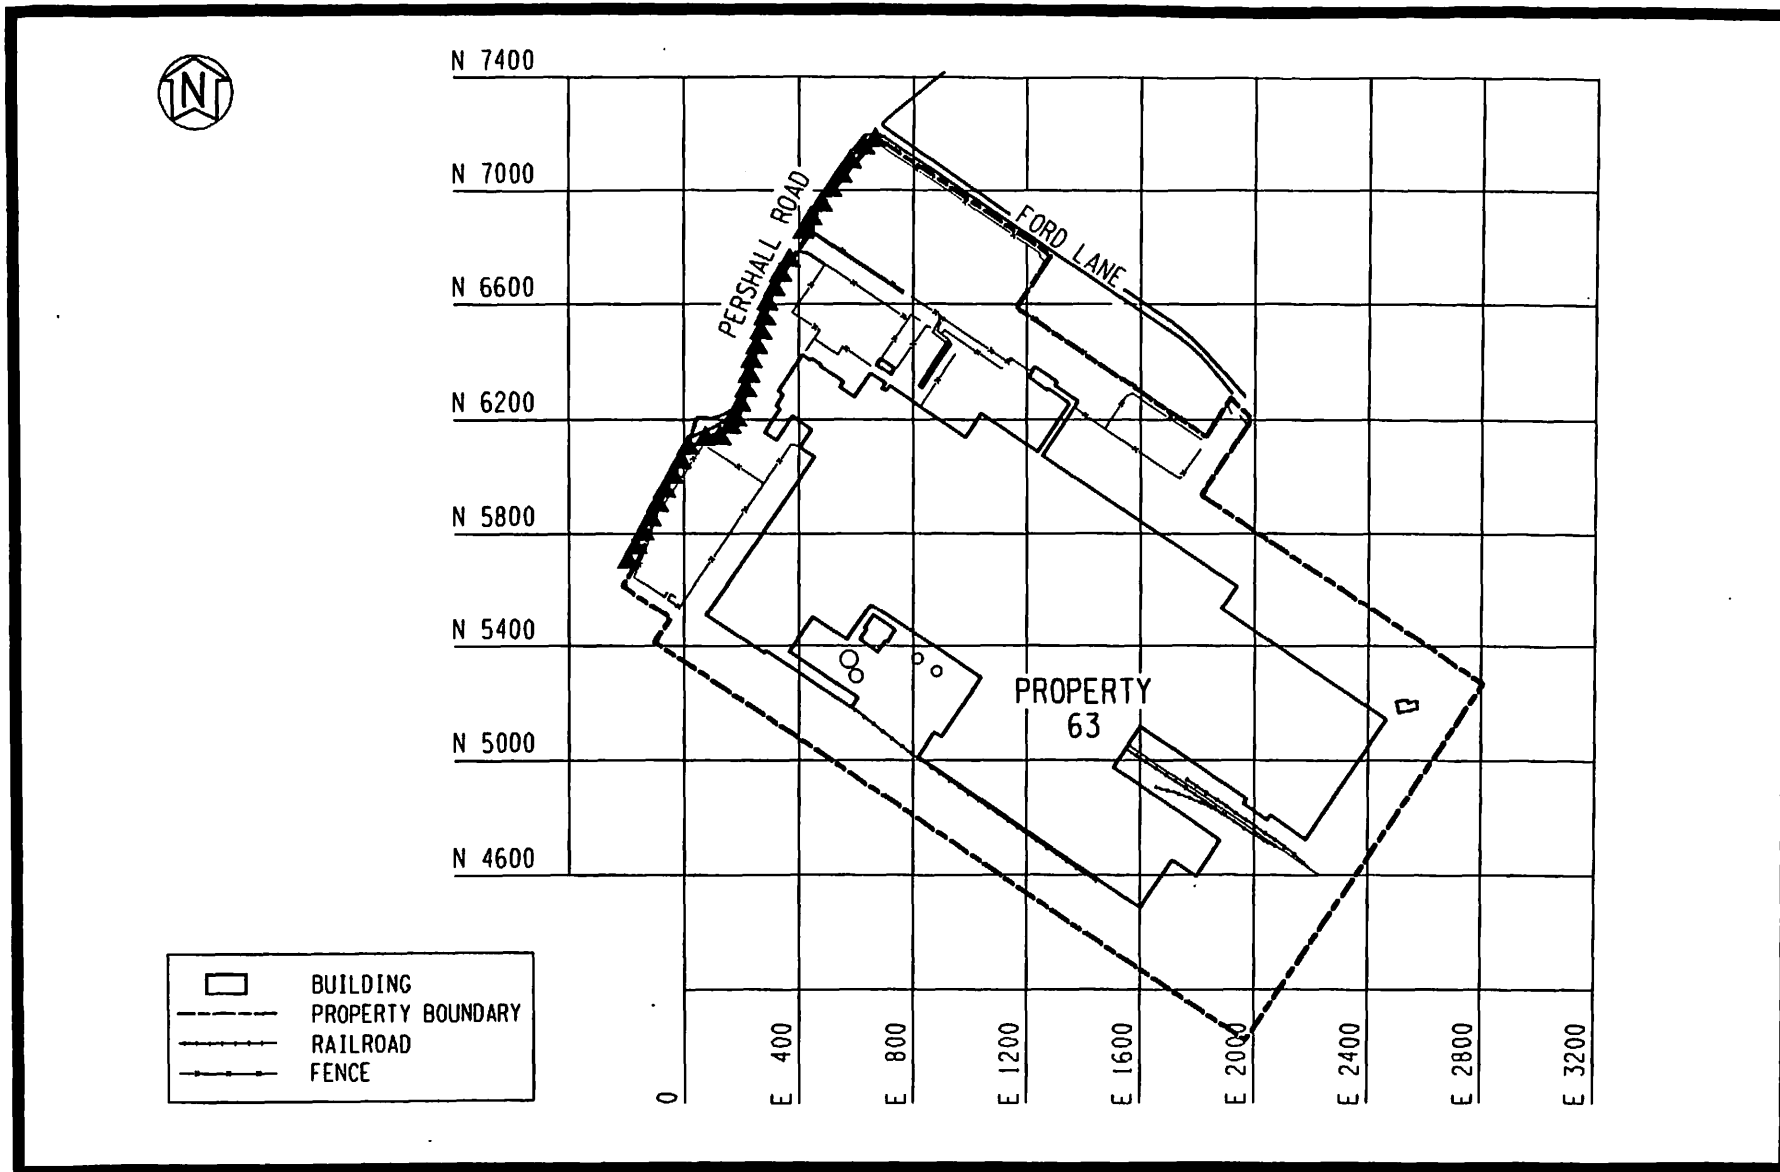 N
N 7400
N 7000
N 6600
N 6200
N 5800
N 5400
N 5000
N 4600
PERSHALL ROAD
FORD LANE
PROPERTY
63
BUILDING
PROPERTY BOUNDARY
RAILROAD
FENCE
0
E 400
E 800
E 1200
E 1600
E 2000
E 2400
E 2800
E 3200